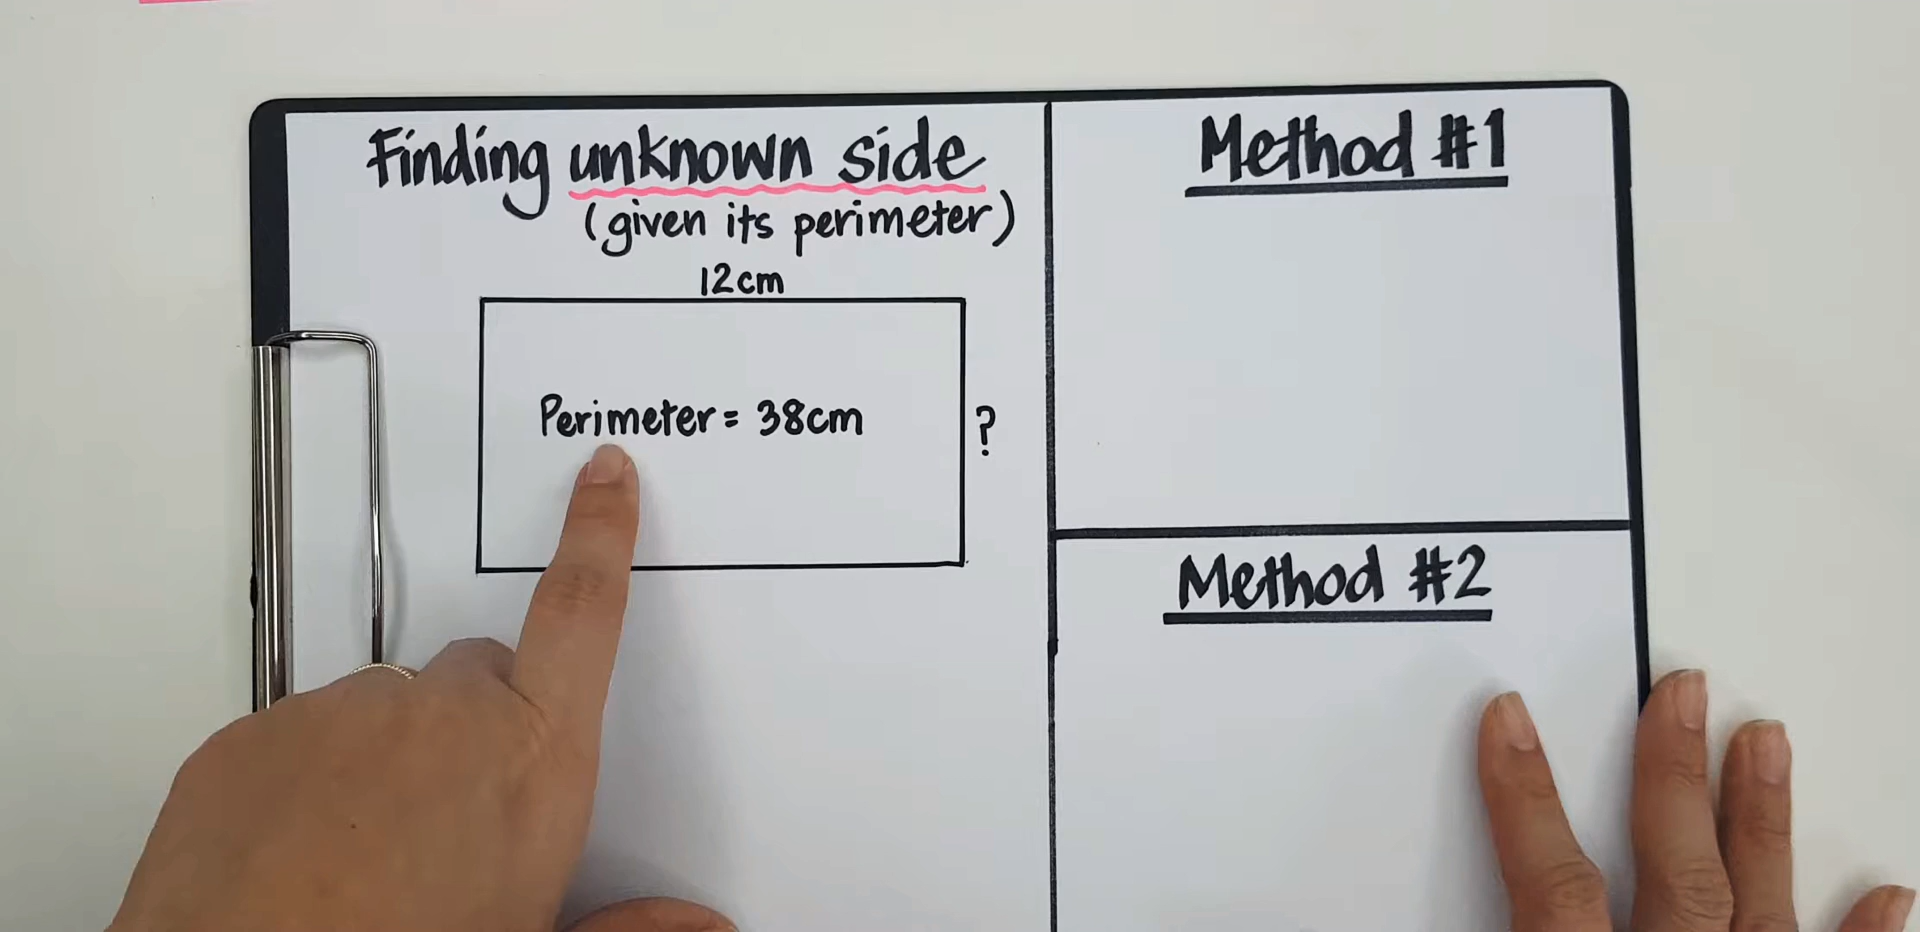 Finding unknown side
(given its perimeter)
12cm
Perimeter = 38cm
?
Method #1
Method #2